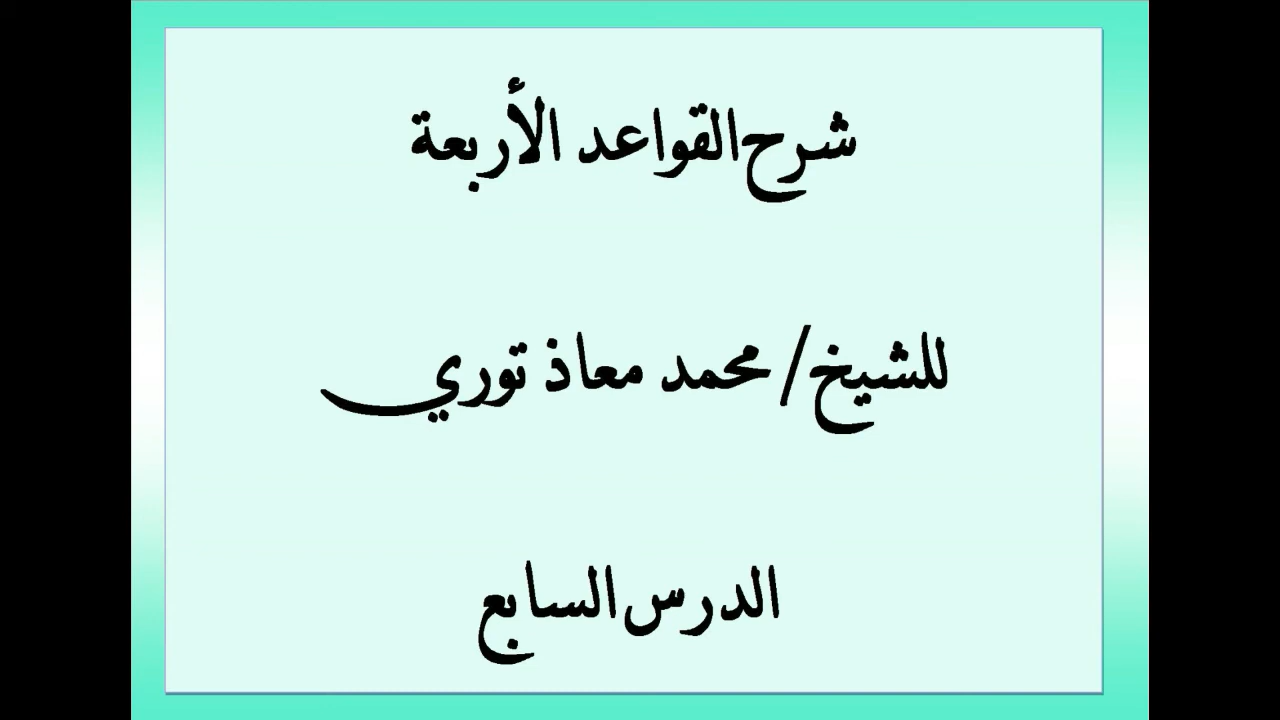 شرح القواعد الأربعة
للشيخ/ محمد معاذ توري
الدرس السابع